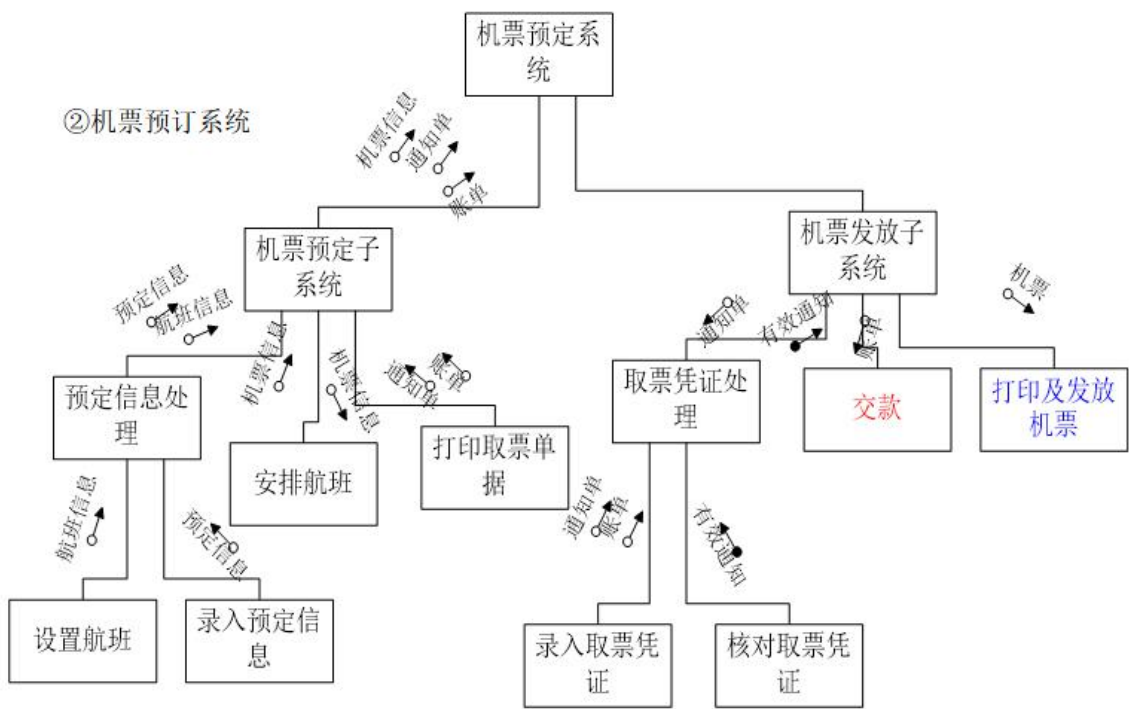 机票预定系
统
②机票预订系统
机票信息
通知单
账单
机票预定子
系统
机票发放子
系统
预定信息
航班信息
机票信息
机票信息
通知单
账单
通知单
有效通知
账单
机票
预定信息处
理
安排航班
打印取票单
据
取票凭证处
理
交款
打印及发放
机票
航班信息
预定信息
通知单
账单
有效通知
设置航班
录入预定信
息
录入取票凭
证
核对取票凭
证